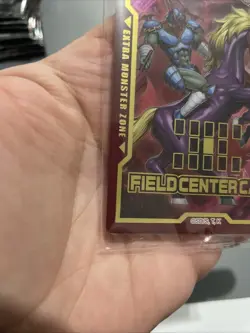 EXTRA MONSTER ZONE
FIELD CENTER CA